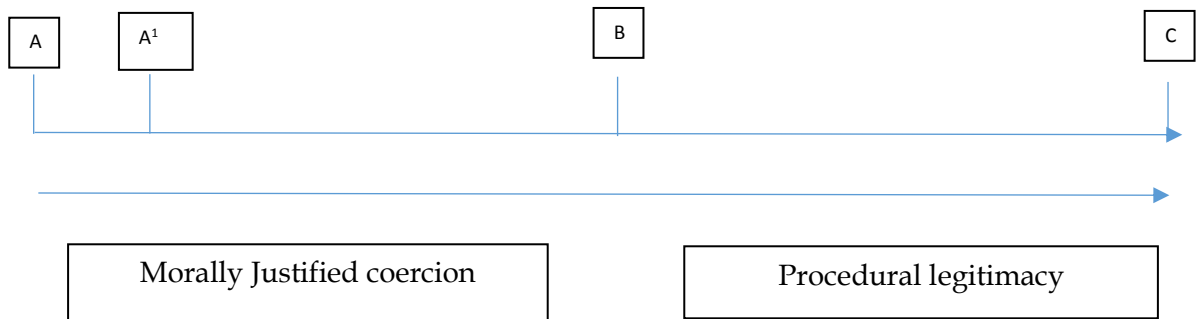 A
A¹
B
C
Morally Justified coercion
Procedural legitimacy